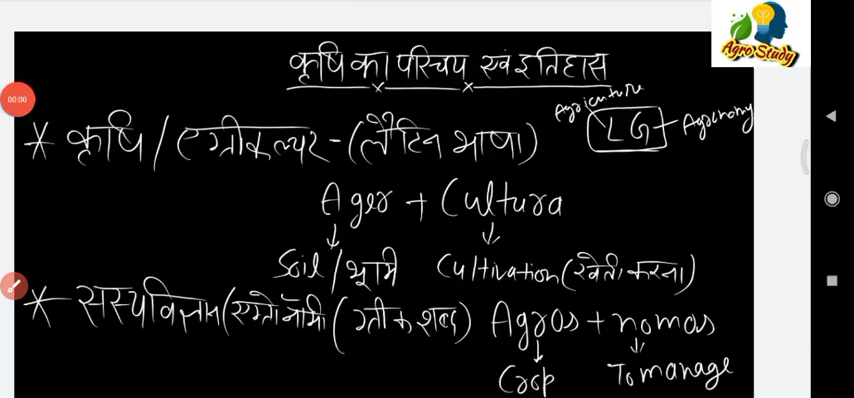 Agro Study
कृषि का परिचय एवं इतिहास
00:00
Agriculture
LG Agronomy
* कृषि / एग्रीकल्चर - (लैटिन भाषा)
Ager + Cultura
Soil/भूमि Cultivation (खेती करना)
* सस्यविज्ञान (एग्रोनॉमी (ग्रीक शब्द) Agros + nomos
Crop To manage